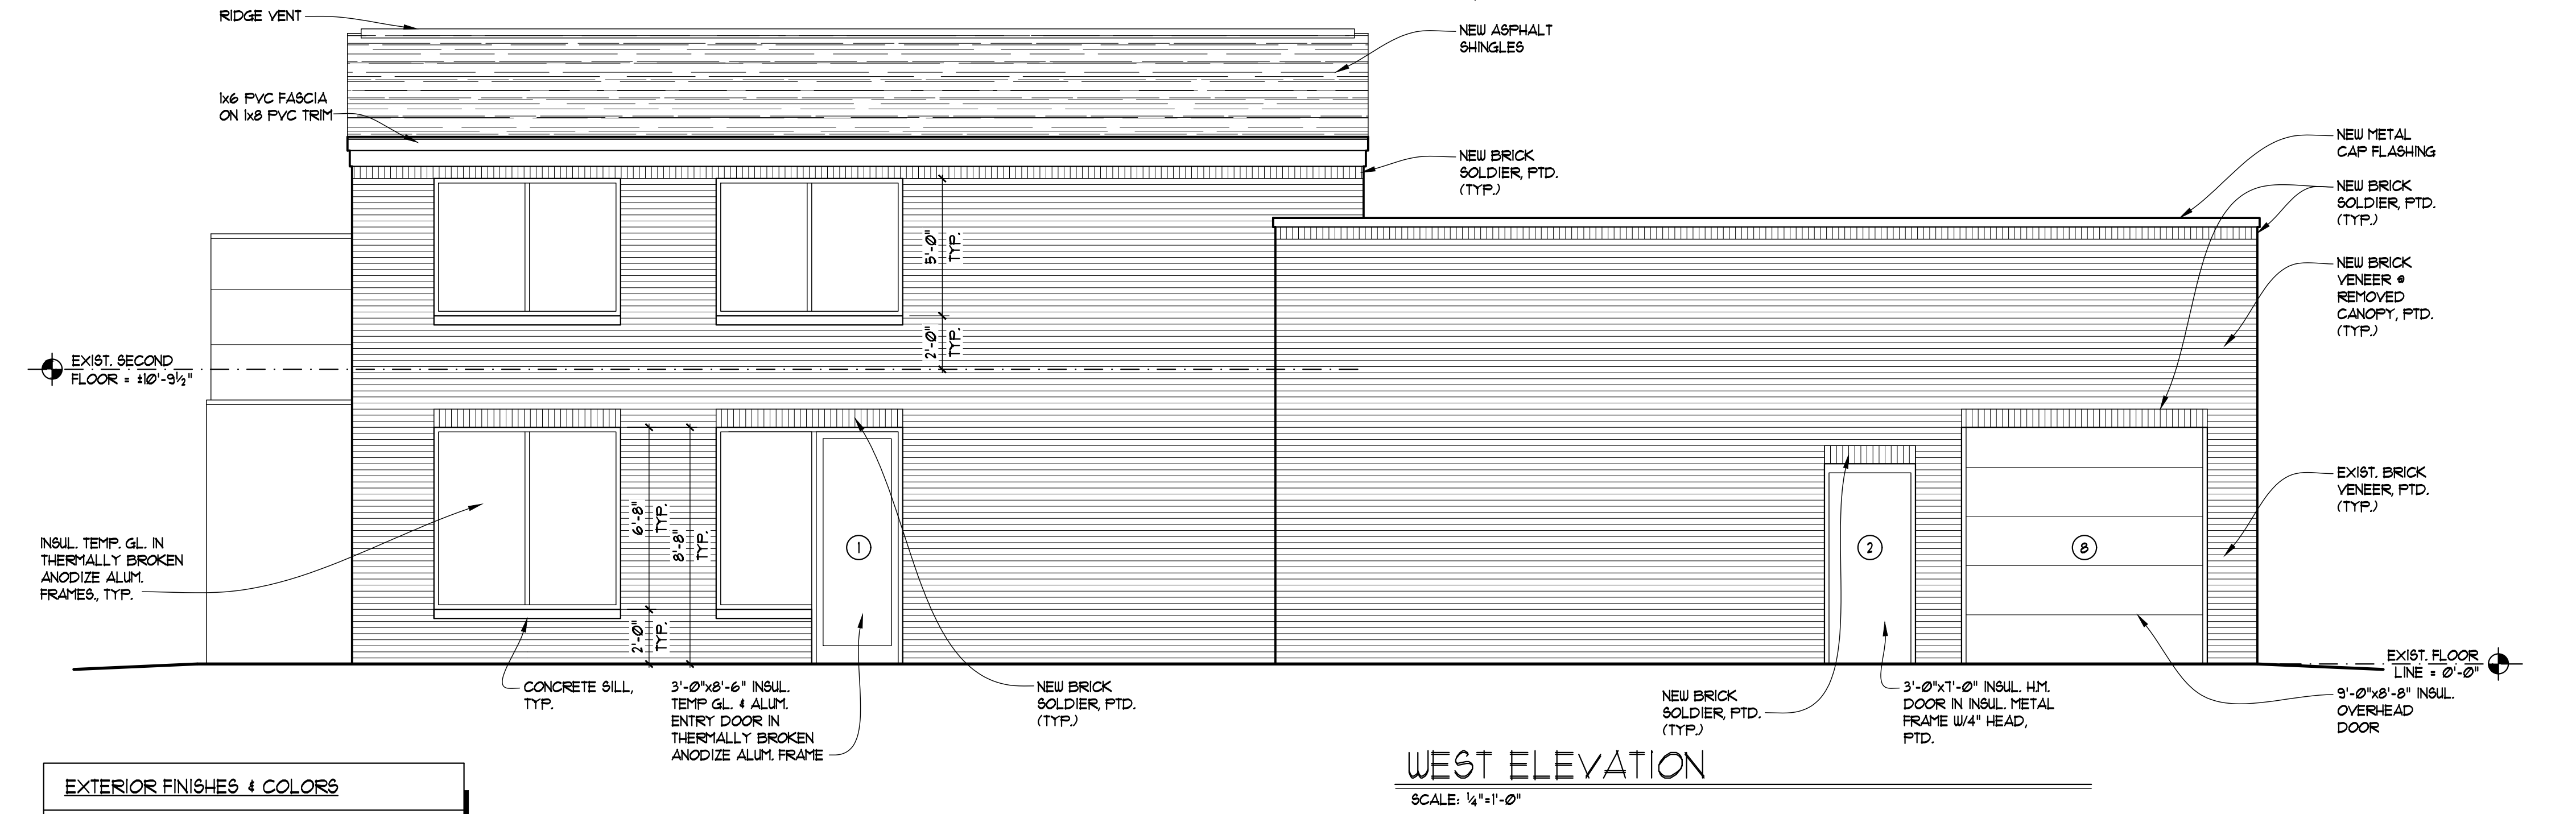 RIDGE VENT
1x6 PVC FASCIA
ON 1x8 PVC TRIM
NEW ASPHALT
SHINGLES
NEW BRICK
SOLDIER, PTD.
(TYP.)
NEW METAL
CAP FLASHING
NEW BRICK
SOLDIER, PTD.
(TYP.)
NEW BRICK
VENEER @
REMOVED
CANOPY, PTD.
(TYP.)
5'-0"
TYP.
2'-0"
TYP.
EXIST. SECOND
FLOOR = ±10'-9½"
EXIST. BRICK
VENEER, PTD.
(TYP.)
INSUL. TEMP. GL. IN
THERMALLY BROKEN
ANODIZE ALUM.
FRAMES., TYP.
6'-8"
TYP.
8'-8"
TYP.
2'-0"
TYP.
1
2
8
EXIST. FLOOR
LINE = 0'-0"
CONCRETE SILL,
TYP.
3'-0"x8'-6" INSUL.
TEMP GL. & ALUM.
ENTRY DOOR IN
THERMALLY BROKEN
ANODIZE ALUM. FRAME
NEW BRICK
SOLDIER, PTD.
(TYP.)
NEW BRICK
SOLDIER, PTD.
(TYP.)
3'-0"x7'-0" INSUL. H.M.
DOOR IN INSUL. METAL
FRAME W/4" HEAD,
PTD.
9'-0"x8'-8" INSUL.
OVERHEAD
DOOR
WEST ELEVATION
SCALE: ¼"=1'-0"
EXTERIOR FINISHES & COLORS